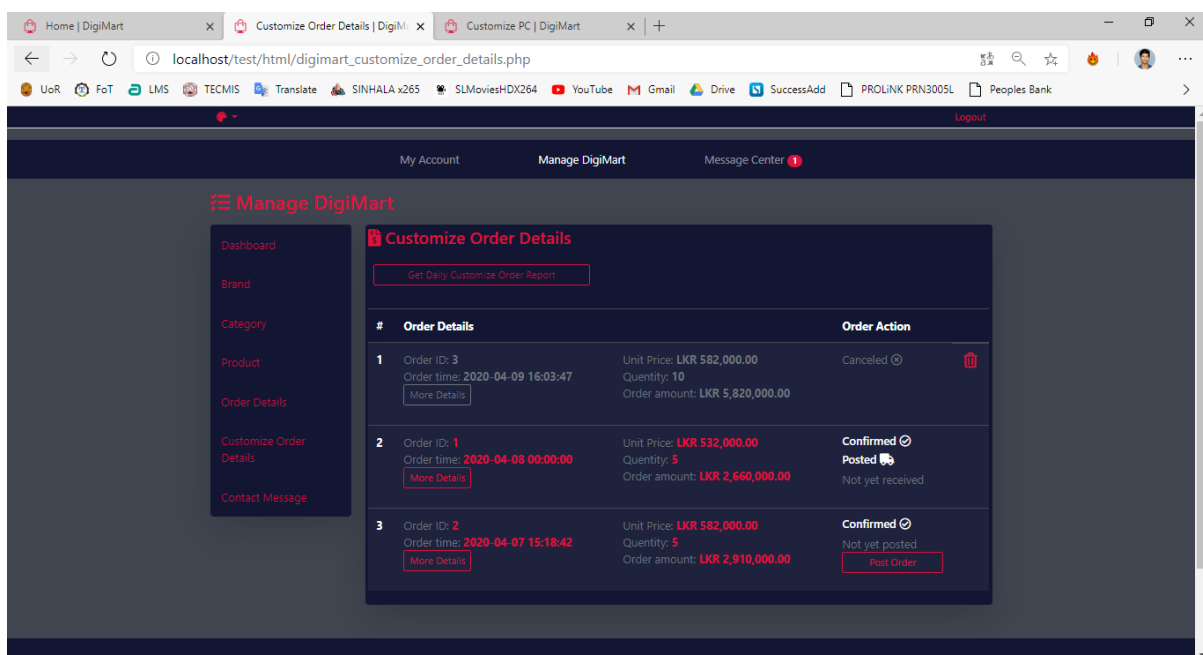 Home | DigiMart
Customize Order Details | DigiM
Customize PC | DigiMart
localhost/test/html/digimart_customize_order_details.php
UoR
FoT
LMS
TECMIS
Translate
SINHALA x265
SLMoviesHDX264
YouTube
Gmail
Drive
SuccessAdd
PROLiNK PRN3005L
Peoples Bank
Logout
My Account
Manage DigiMart
Message Center 1
Manage DigiMart
Dashboard
Brand
Category
Product
Order Details
Customize Order
Details
Contact Message
Customize Order Details
Get Daily Customize Order Report
# Order Details Order Action
1 Order ID: 3 Unit Price: LKR 582,000.00 Canceled
Order time: 2020-04-09 16:03:47 Quantity: 10
More Details Order amount: LKR 5,820,000.00
2 Order ID: 1 Unit Price: LKR 532,000.00 Confirmed
Order time: 2020-04-08 00:00:00 Quantity: 5 Posted
More Details Order amount: LKR 2,660,000.00 Not yet received
3 Order ID: 2 Unit Price: LKR 582,000.00 Confirmed
Order time: 2020-04-07 15:18:42 Quantity: 5 Not yet posted
More Details Order amount: LKR 2,910,000.00 Post Order